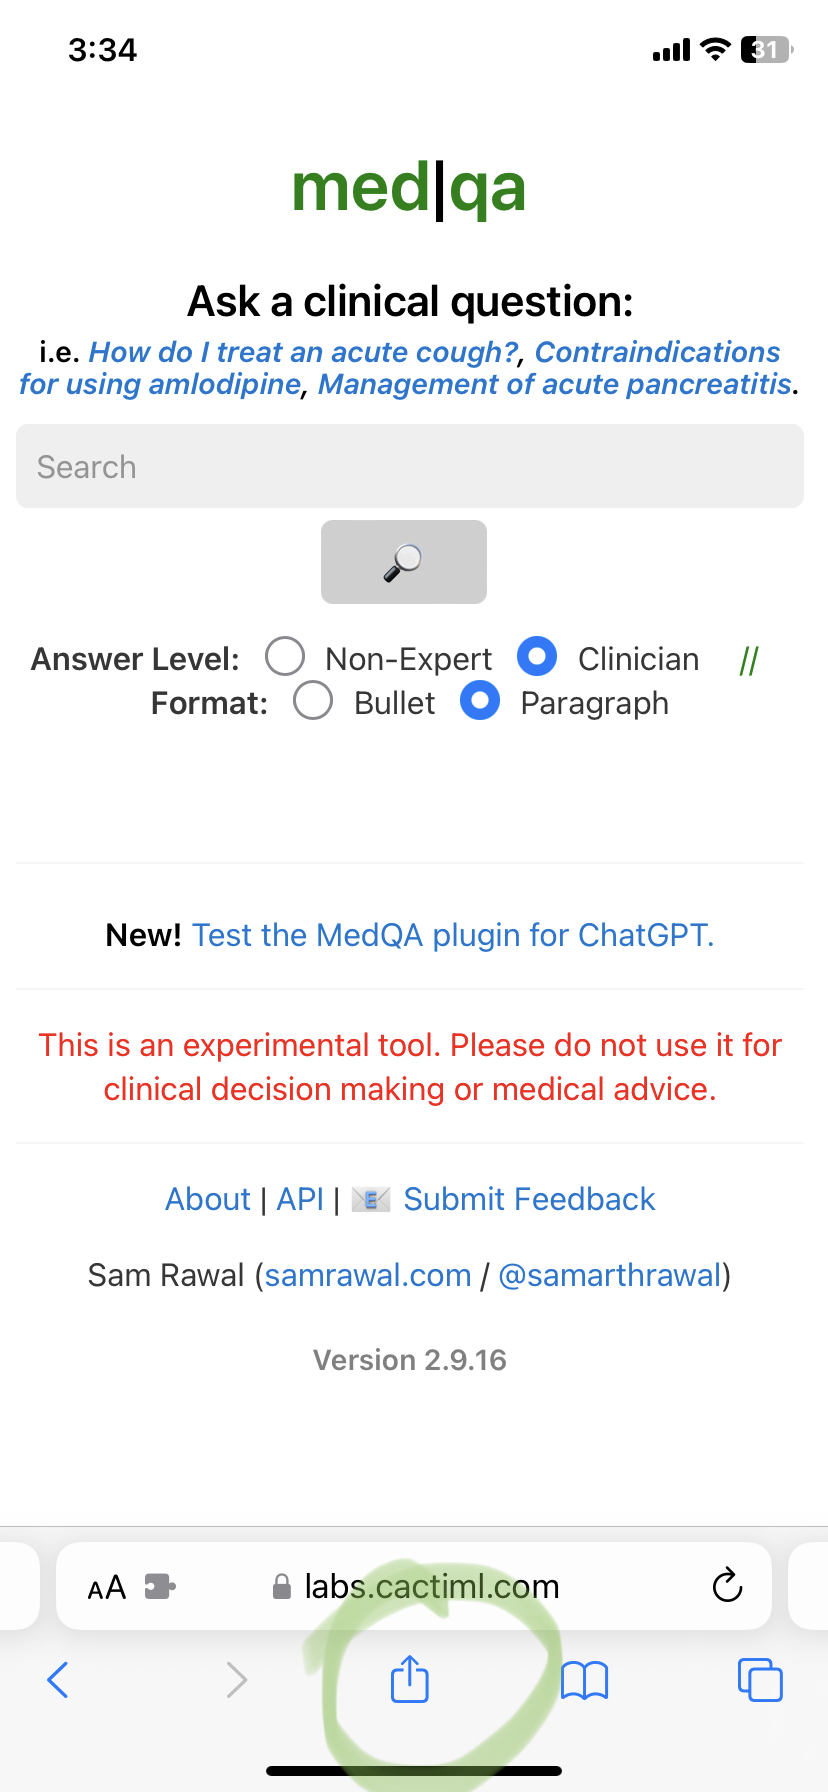 3:34
31
med|qa
Ask a clinical question:
i.e. How do I treat an acute cough?, Contraindications
for using amlodipine, Management of acute pancreatitis.
Search
Answer Level: Non-Expert Clinician //
Format: Bullet Paragraph
New! Test the MedQA plugin for ChatGPT.
This is an experimental tool. Please do not use it for
clinical decision making or medical advice.
About | API | 📧 Submit Feedback
Sam Rawal (samrawal.com / @samarthrawal)
Version 2.9.16
AA labs.cactiml.com